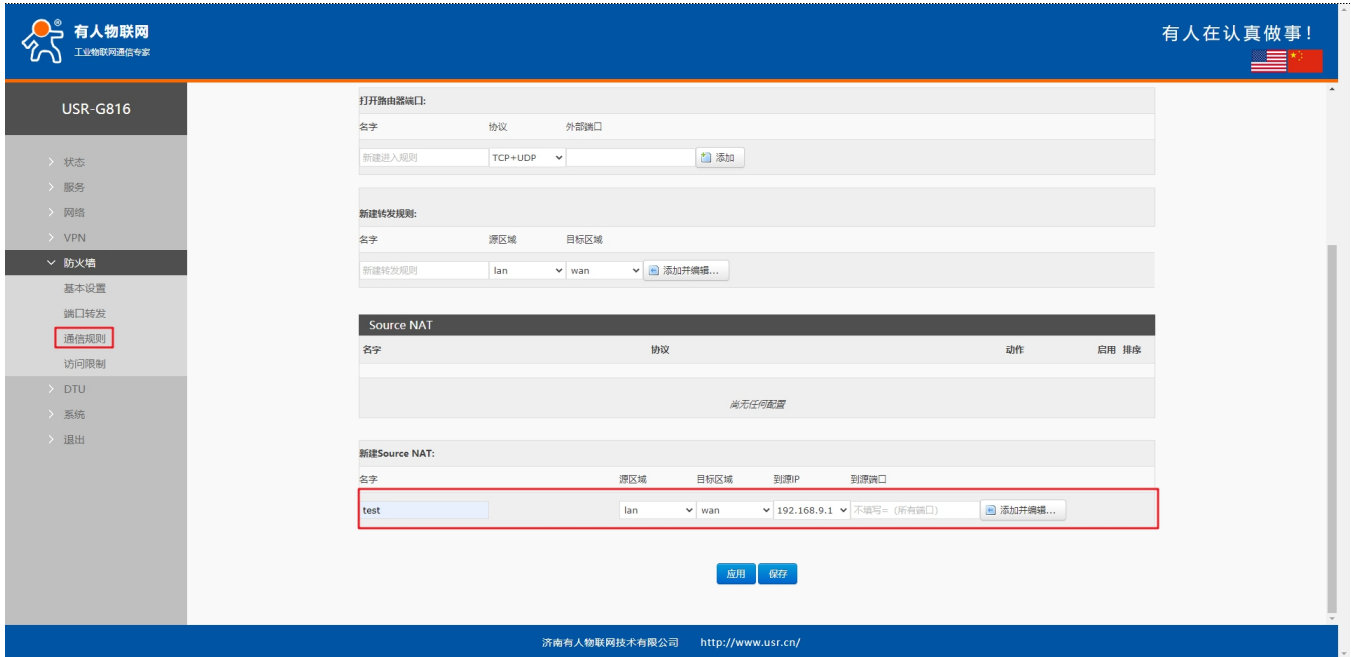 有人物联网
工业物联网通信专家
有人在认真做事!
USR-G816
状态
服务
网络
VPN
防火墙
基本设置
端口转发
通信规则
访问限制
DTU
系统
退出
打开路由器端口:
名字 协议 外部端口
新建进入规则 TCP+UDP 添加
新建转发规则:
名字 源区域 目标区域
新建转发规则 lan wan 添加并编辑...
Source NAT
名字 协议 动作 启用 排序
尚无任何配置
新建Source NAT:
名字 源区域 目标区域 到源IP 到源端口
test lan wan 192.168.9.1 不填写=（所有端口） 添加并编辑...
应用 保存
济南有人物联网技术有限公司 http://www.usr.cn/